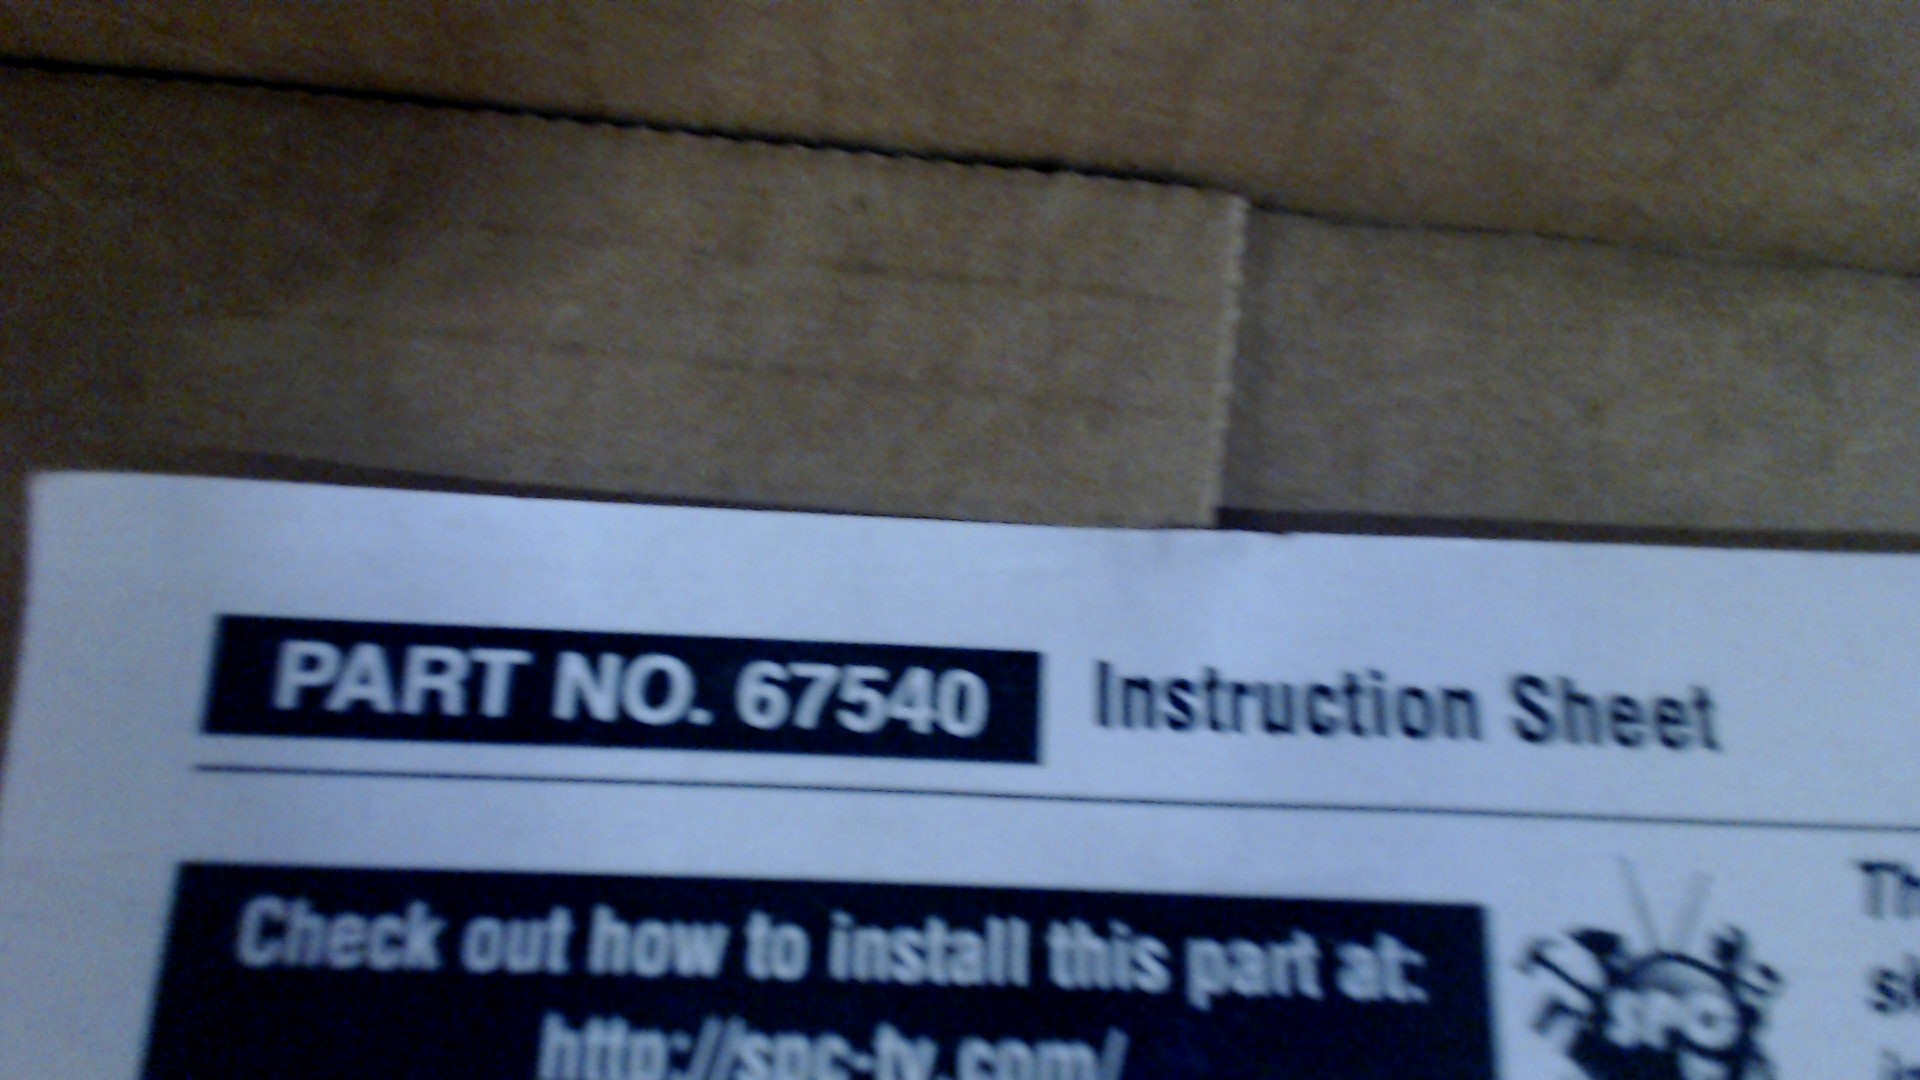 PART NO. 67540 Instruction Sheet
Check out how to install this part at:
http://spc-tv.com/
SPC